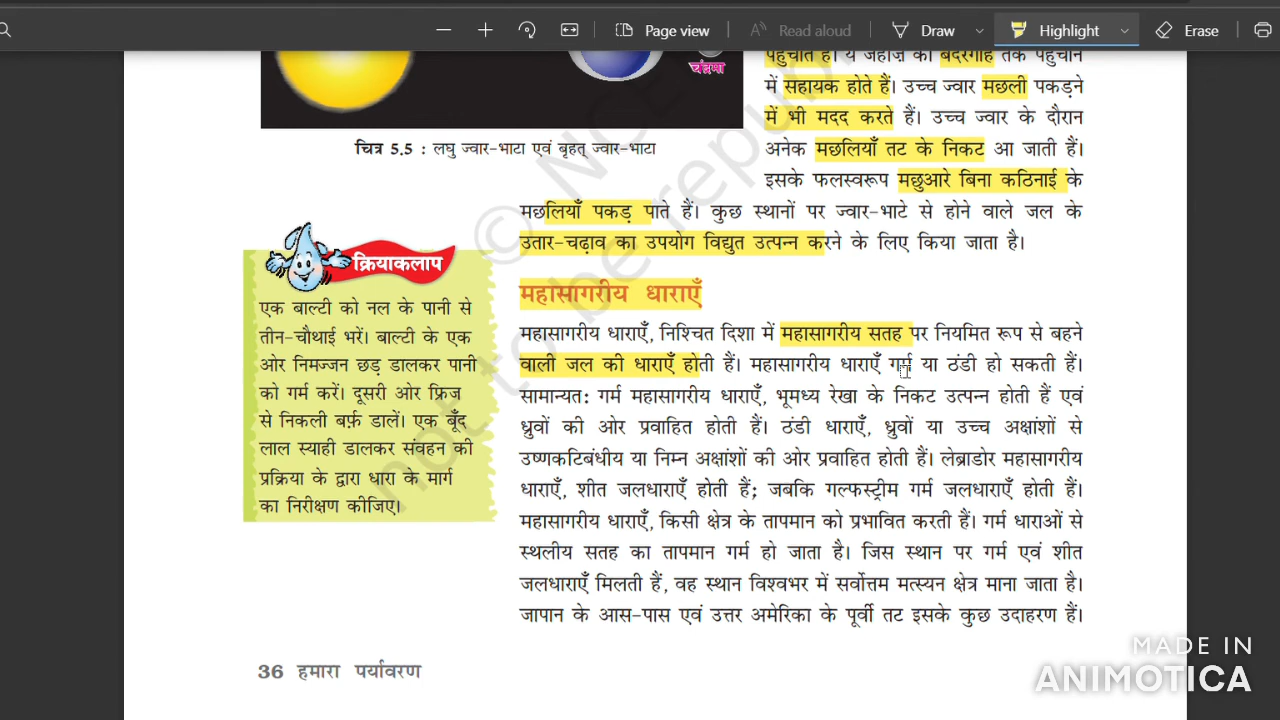 Page view
Read aloud
Draw
Highlight
Erase
चंद्रमा
चित्र 5.5 : लघु ज्वार-भाटा एवं बृहत् ज्वार-भाटा
पहुँचाते हैं। ये जहाज़ को बंदरगाह तक पहुँचाने
में सहायक होते हैं। उच्च ज्वार मछली पकड़ने
में भी मदद करते हैं। उच्च ज्वार के दौरान
अनेक मछलियाँ तट के निकट आ जाती हैं।
इसके फलस्वरूप मछुआरे बिना कठिनाई के
मछलियाँ पकड़ पाते हैं। कुछ स्थानों पर ज्वार-भाटे से होने वाले जल के
उतार-चढ़ाव का उपयोग विद्युत उत्पन्न करने के लिए किया जाता है।
क्रियाकलाप
एक बाल्टी को नल के पानी से
तीन-चौथाई भरें। बाल्टी के एक
ओर निमज्जन छड़ डालकर पानी
को गर्म करें। दूसरी ओर फ्रिज
से निकली बर्फ़ डालें। एक बूँद
लाल स्याही डालकर संवहन की
प्रक्रिया के द्वारा धारा के मार्ग
का निरीक्षण कीजिए।
महासागरीय धाराएँ
महासागरीय धाराएँ, निश्चित दिशा में महासागरीय सतह पर नियमित रूप से बहने
वाली जल की धाराएँ होती हैं। महासागरीय धाराएँ गर्म या ठंडी हो सकती हैं।
सामान्यत: गर्म महासागरीय धाराएँ, भूमध्य रेखा के निकट उत्पन्न होती हैं एवं
ध्रुवों की ओर प्रवाहित होती हैं। ठंडी धाराएँ, ध्रुवों या उच्च अक्षांशों से
उष्णकटिबंधीय या निम्न अक्षांशों की ओर प्रवाहित होती हैं। लेब्राडोर महासागरीय
धाराएँ, शीत जलधाराएँ होती हैं; जबकि गल्फस्ट्रीम गर्म जलधाराएँ होती हैं।
महासागरीय धाराएँ, किसी क्षेत्र के तापमान को प्रभावित करती हैं। गर्म धाराओं से
स्थलीय सतह का तापमान गर्म हो जाता है। जिस स्थान पर गर्म एवं शीत
जलधाराएँ मिलती हैं, वह स्थान विश्वभर में सर्वोत्तम मत्स्यन क्षेत्र माना जाता है।
जापान के आस-पास एवं उत्तर अमेरिका के पूर्वी तट इसके कुछ उदाहरण हैं।
36 हमारा पर्यावरण
MADE IN
ANIMOTICA